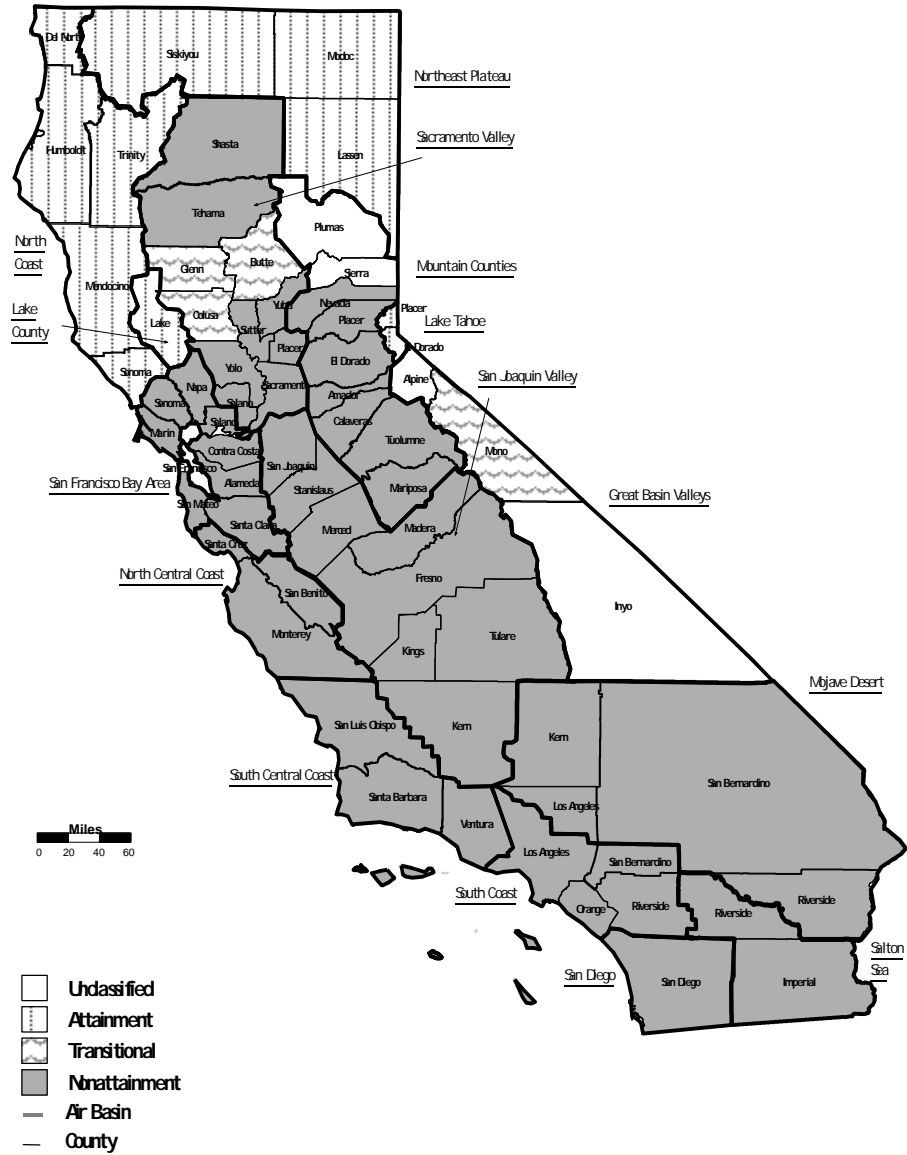 Del Nort
Siskiyou
Modoc
Northeast Plateau
Sacramento Valley
Shasta
Humboldt
Trinity
Lassen
Tehama
Plumas
North
Coast
Butte
Glenn
Sierra
Mountain Counties
Mendocino
Nevada
Yuba
Placer
Lake
County
Lake
Colusa
Sutter
Placer
Lake Tahoe
Placer
Dorado
El Dorado
Sonoma
Yolo
Napa
Sacramento
Alpine
San Joaquin Valley
Amador
Sonoma
Solano
Solano
Calaveras
Marin
Tuolumne
Mono
Contra Costa
San Francisco
San Joaquin
San Francisco Bay Area
Alameda
Stanislaus
Mariposa
Great Basin Valleys
San Mateo
Santa Clara
Merced
Madera
Santa Cruz
North Central Coast
Fresno
San Benito
Inyo
Monterey
Kings
Tulare
Mojave Desert
San Luis Obispo
Kern
Kern
South Central Coast
San Bernardino
Santa Barbara
Los Angeles
Ventura
Miles
0 20 40 60
Los Angeles
San Bernardino
South Coast
Orange
Riverside
Riverside
Riverside
Salton
Sea
San Diego
San Diego
Imperial
Unclassified
Attainment
Transitional
Nonattainment
Air Basin
County